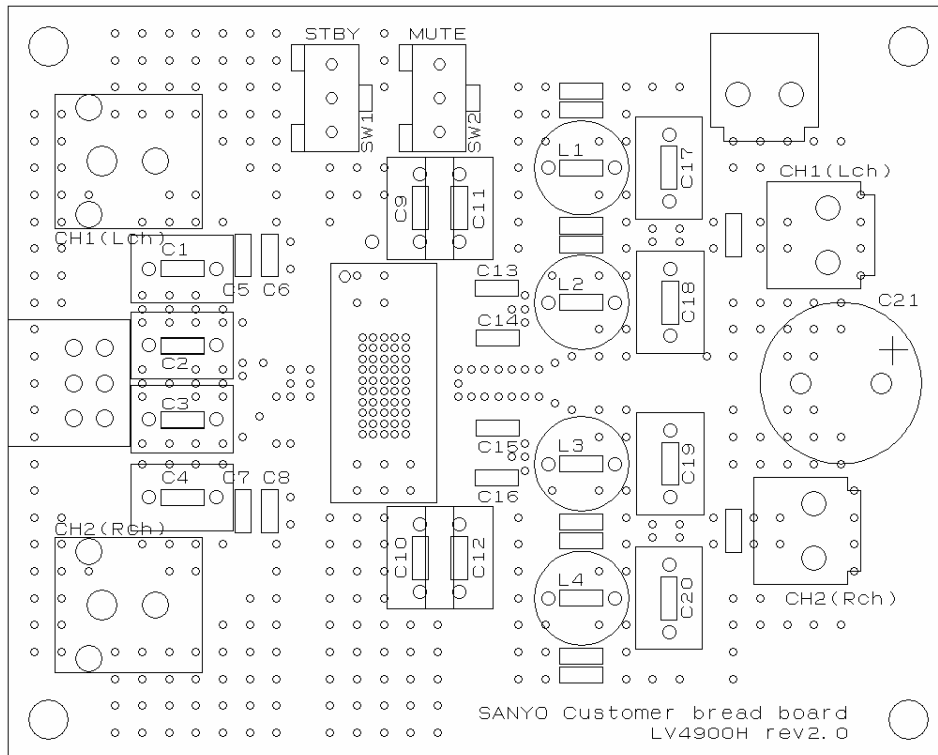 STBY
MUTE
SW1
SW2
L1
C17
CH1(Lch)
C9
C11
CH1(Lch)
C1
C5
C6
C13
L2
C18
C21
C14
C2
C3
C15
L3
C19
C4
C7
C8
C16
CH2(Rch)
C10
C12
L4
C20
CH2(Rch)
SANYO Customer bread board
LV4900H rev2.0